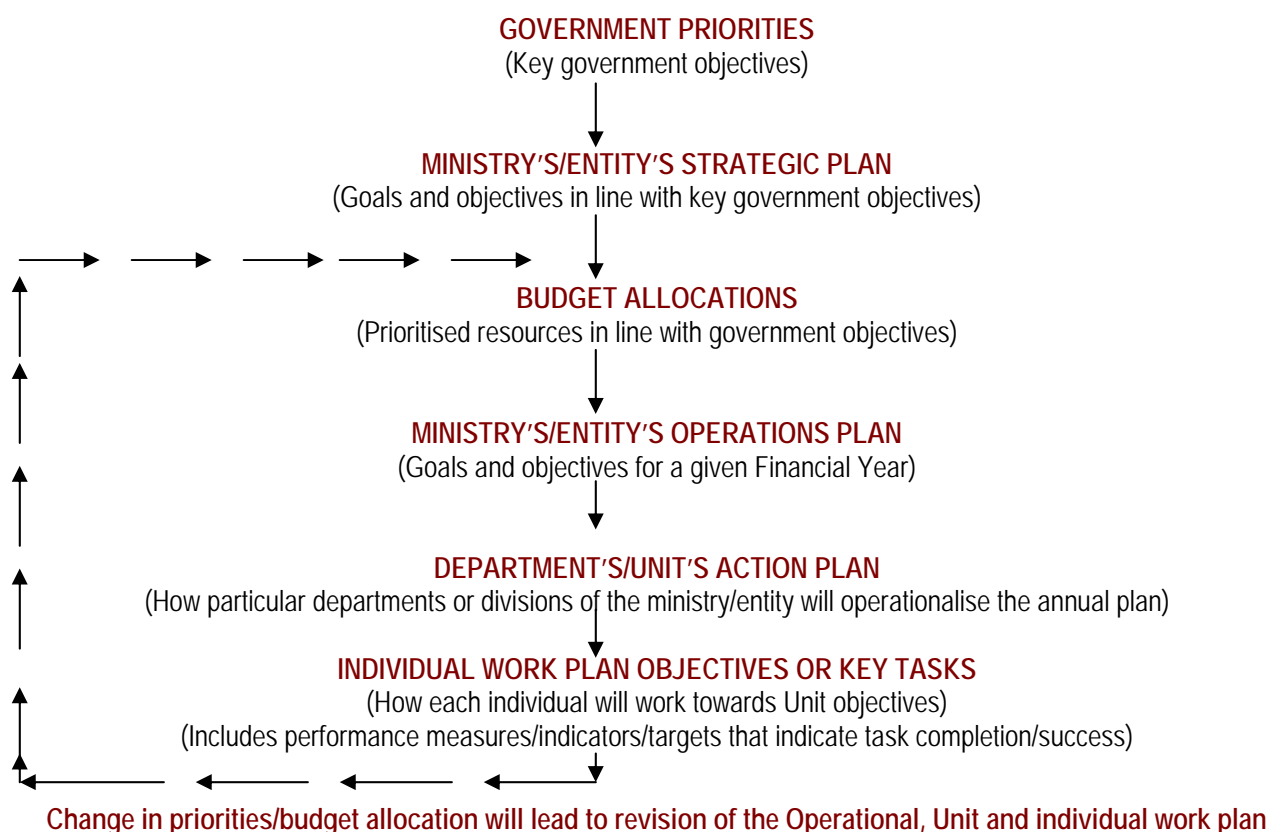 GOVERNMENT PRIORITIES
(Key government objectives)
MINISTRY’S/ENTITY’S STRATEGIC PLAN
(Goals and objectives in line with key government objectives)
BUDGET ALLOCATIONS
(Prioritised resources in line with government objectives)
MINISTRY’S/ENTITY’S OPERATIONS PLAN
(Goals and objectives for a given Financial Year)
DEPARTMENT’S/UNIT’S ACTION PLAN
(How particular departments or divisions of the ministry/entity will operationalise the annual plan)
INDIVIDUAL WORK PLAN OBJECTIVES OR KEY TASKS
(How each individual will work towards Unit objectives)
(Includes performance measures/indicators/targets that indicate task completion/success)
Change in priorities/budget allocation will lead to revision of the Operational, Unit and individual work plan